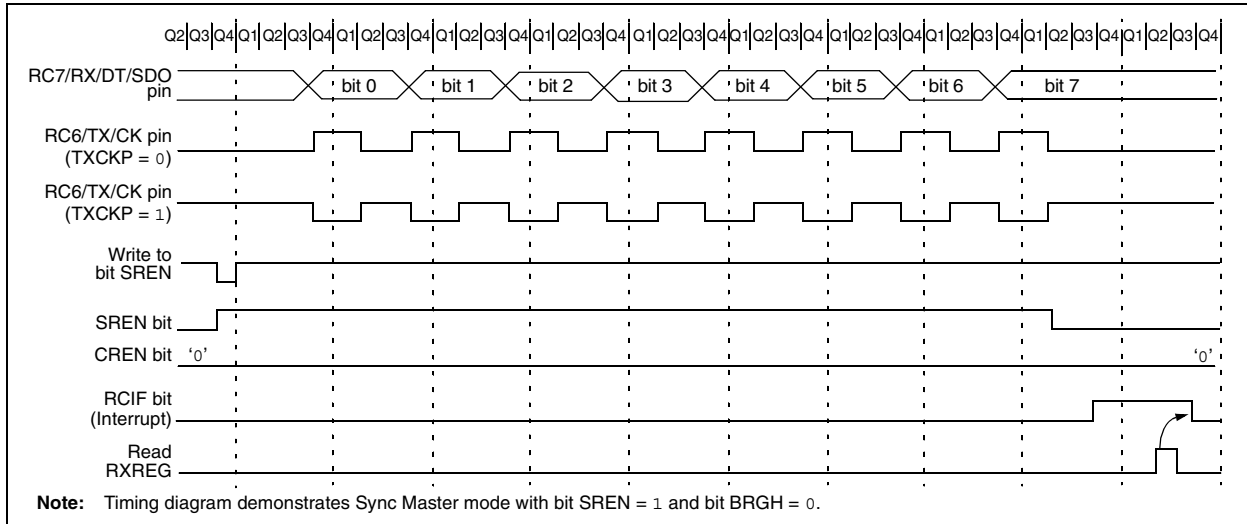 Q2 Q3 Q4 Q1 Q2 Q3 Q4 Q1 Q2 Q3 Q4 Q1 Q2 Q3 Q4 Q1 Q2 Q3 Q4 Q1 Q2 Q3 Q4 Q1 Q2 Q3 Q4 Q1 Q2 Q3 Q4 Q1 Q2 Q3 Q4 Q1 Q2 Q3 Q4 Q1 Q2 Q3 Q4
RC7/RX/DT/SDO
pin
bit 0 bit 1 bit 2 bit 3 bit 4 bit 5 bit 6 bit 7
RC6/TX/CK pin
(TXCKP = 0)
RC6/TX/CK pin
(TXCKP = 1)
Write to
bit SREN
SREN bit
CREN bit ‘0’ ‘0’
RCIF bit
(Interrupt)
Read
RXREG
Note: Timing diagram demonstrates Sync Master mode with bit SREN = 1 and bit BRGH = 0.